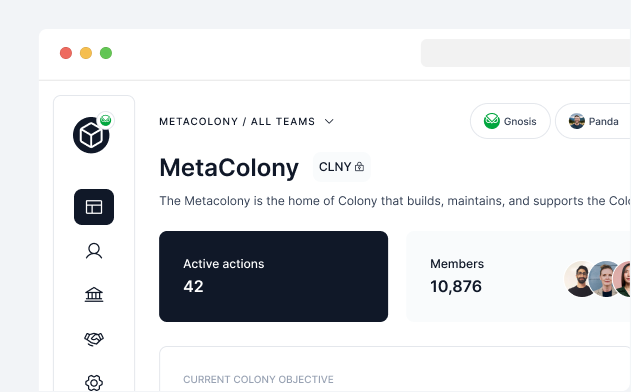 METACOLONY / ALL TEAMS
Gnosis
Panda
MetaColony
CLNY
The Metacolony is the home of Colony that builds, maintains, and supports the
Active actions
42
Members
10,876
CURRENT COLONY OBJECTIVE